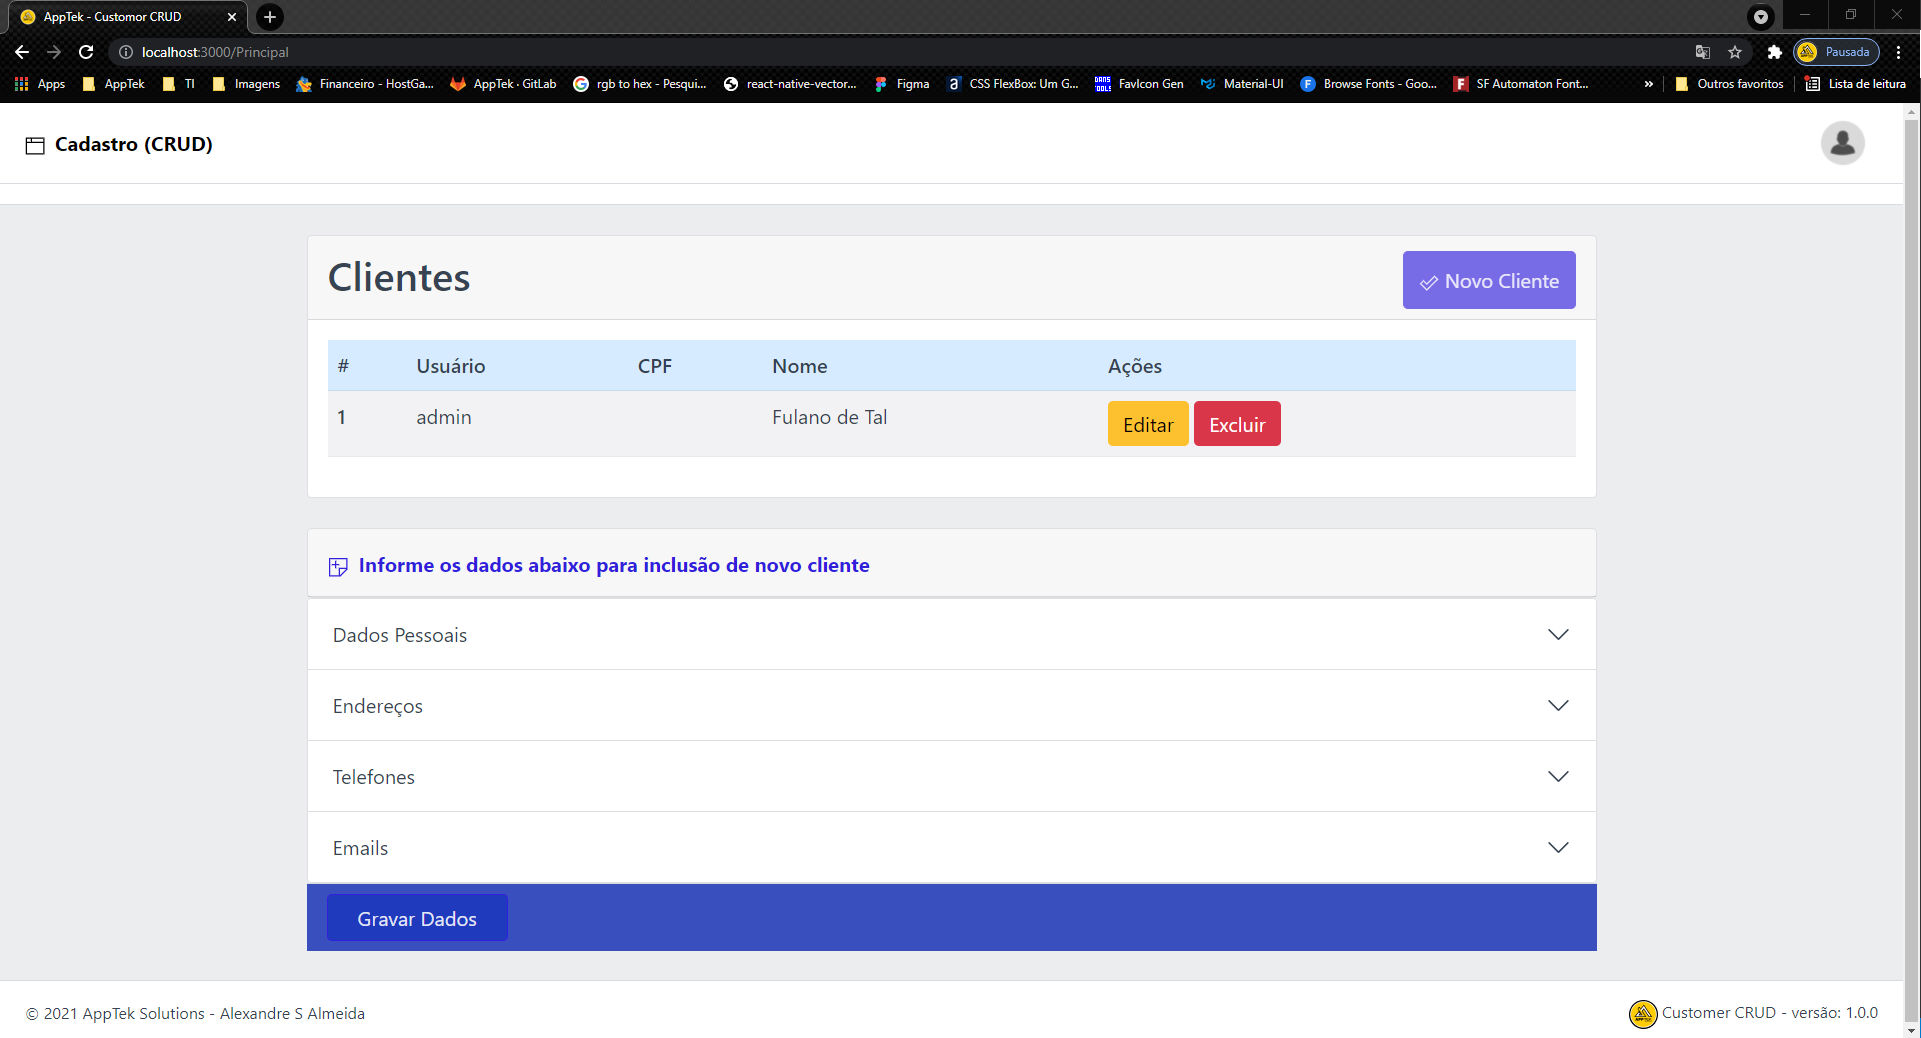 AppTek - Customor CRUD
localhost:3000/Principal
Pausada
Apps AppTek TI Imagens Financeiro - HostGa... AppTek · GitLab rgb to hex - Pesqui... react-native-vector... Figma CSS FlexBox: Um G... FavIcon Gen Material-UI Browse Fonts - Goo... SF Automaton Font... » Outros favoritos Lista de leitura
Cadastro (CRUD)
Clientes
Novo Cliente
# Usuário CPF Nome Ações
1 admin Fulano de Tal Editar Excluir
Informe os dados abaixo para inclusão de novo cliente
Dados Pessoais
Endereços
Telefones
Emails
Gravar Dados
© 2021 AppTek Solutions - Alexandre S Almeida
Customer CRUD - versão: 1.0.0